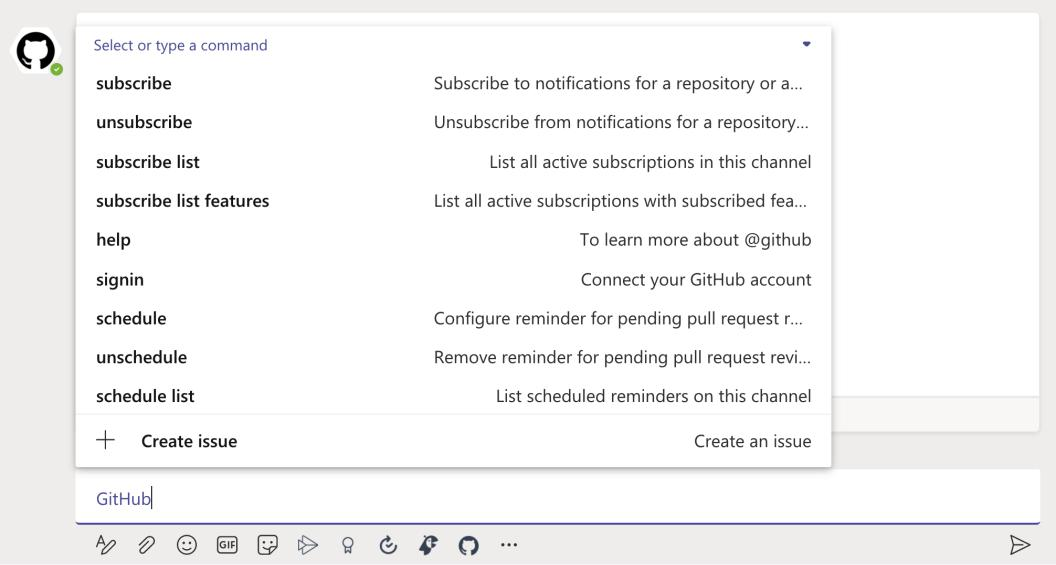 Select or type a command
subscribe Subscribe to notifications for a repository or a...
unsubscribe Unsubscribe from notifications for a repository...
subscribe list List all active subscriptions in this channel
subscribe list features List all active subscriptions with subscribed fea...
help To learn more about @github
signin Connect your GitHub account
schedule Configure reminder for pending pull request r...
unschedule Remove reminder for pending pull request revi...
schedule list List scheduled reminders on this channel
Create issue Create an issue
GitHub
GIF